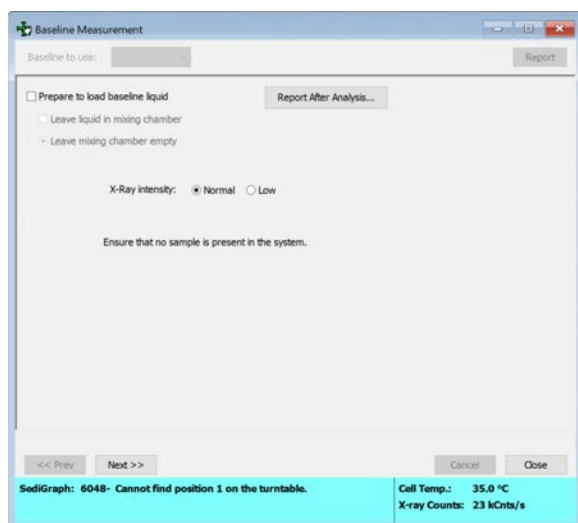 Baseline Measurement
Baseline to use:
Report
Prepare to load baseline liquid
Report After Analysis...
Leave liquid in mixing chamber
Leave mixing chamber empty
X-Ray intensity: Normal Low
Ensure that no sample is present in the system.
<< Prev Next >> Cancel Close
SediGraph: 6048- Cannot find position 1 on the turntable. Cell Temp.: 35.0 °C
X-ray Counts: 23 kCnts/s